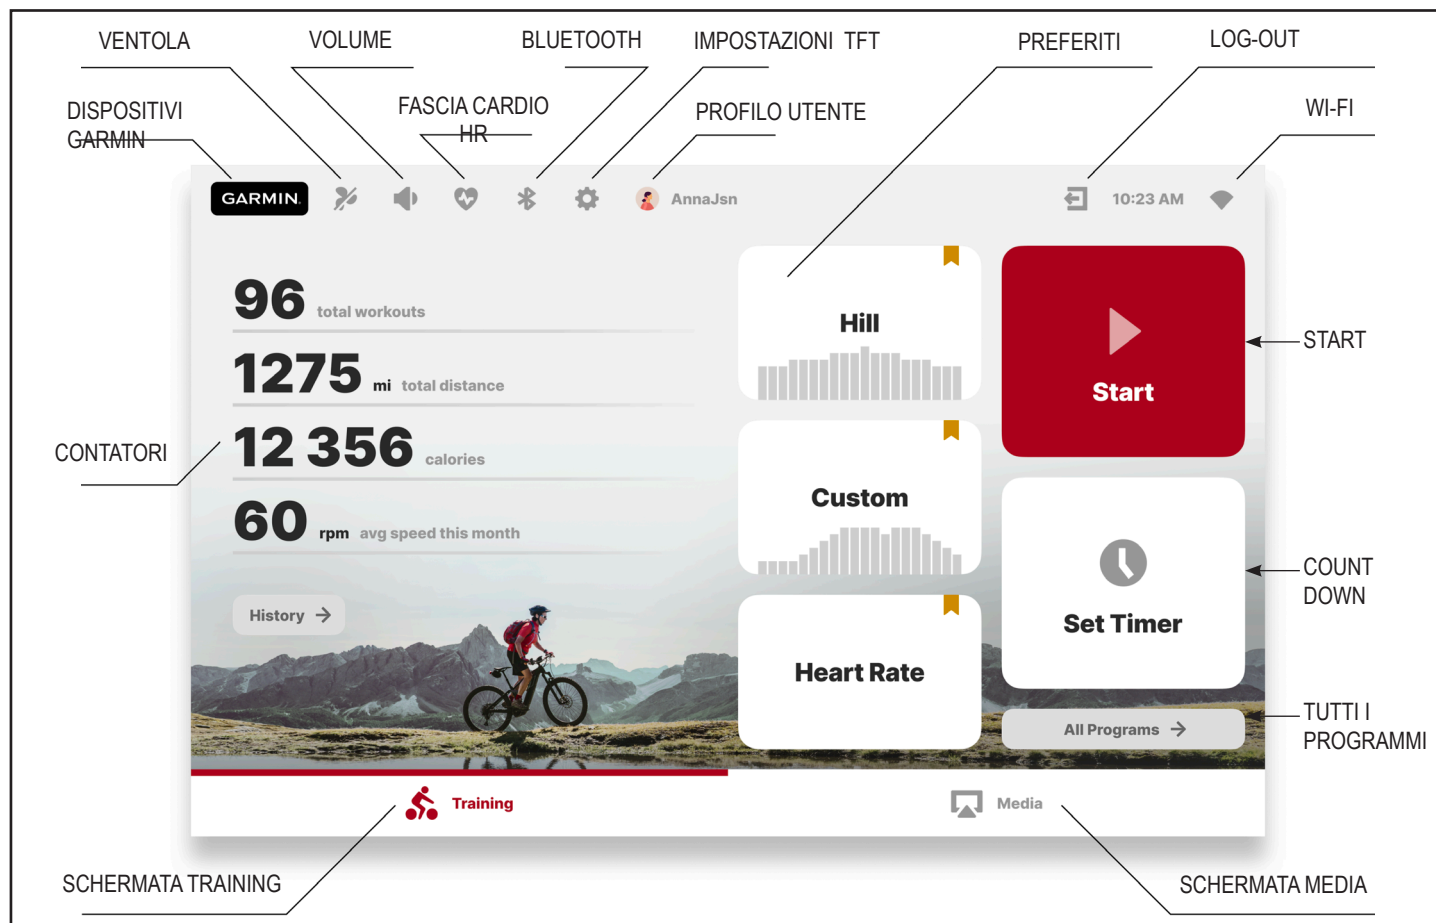 VENTOLA
VOLUME
BLUETOOTH
IMPOSTAZIONI TFT
PREFERITI
LOG-OUT
DISPOSITIVI
GARMIN
FASCIA CARDIO
HR
PROFILO UTENTE
WI-FI
GARMIN.
AnnaJsn
10:23 AM
96 total workouts
1275 mi total distance
12 356 calories
60 rpm avg speed this month
History
CONTATORI
Hill
Custom
Heart Rate
Start
START
Set Timer
COUNT
DOWN
All Programs
TUTTI I
PROGRAMMI
Training
Media
SCHERMATA TRAINING
SCHERMATA MEDIA